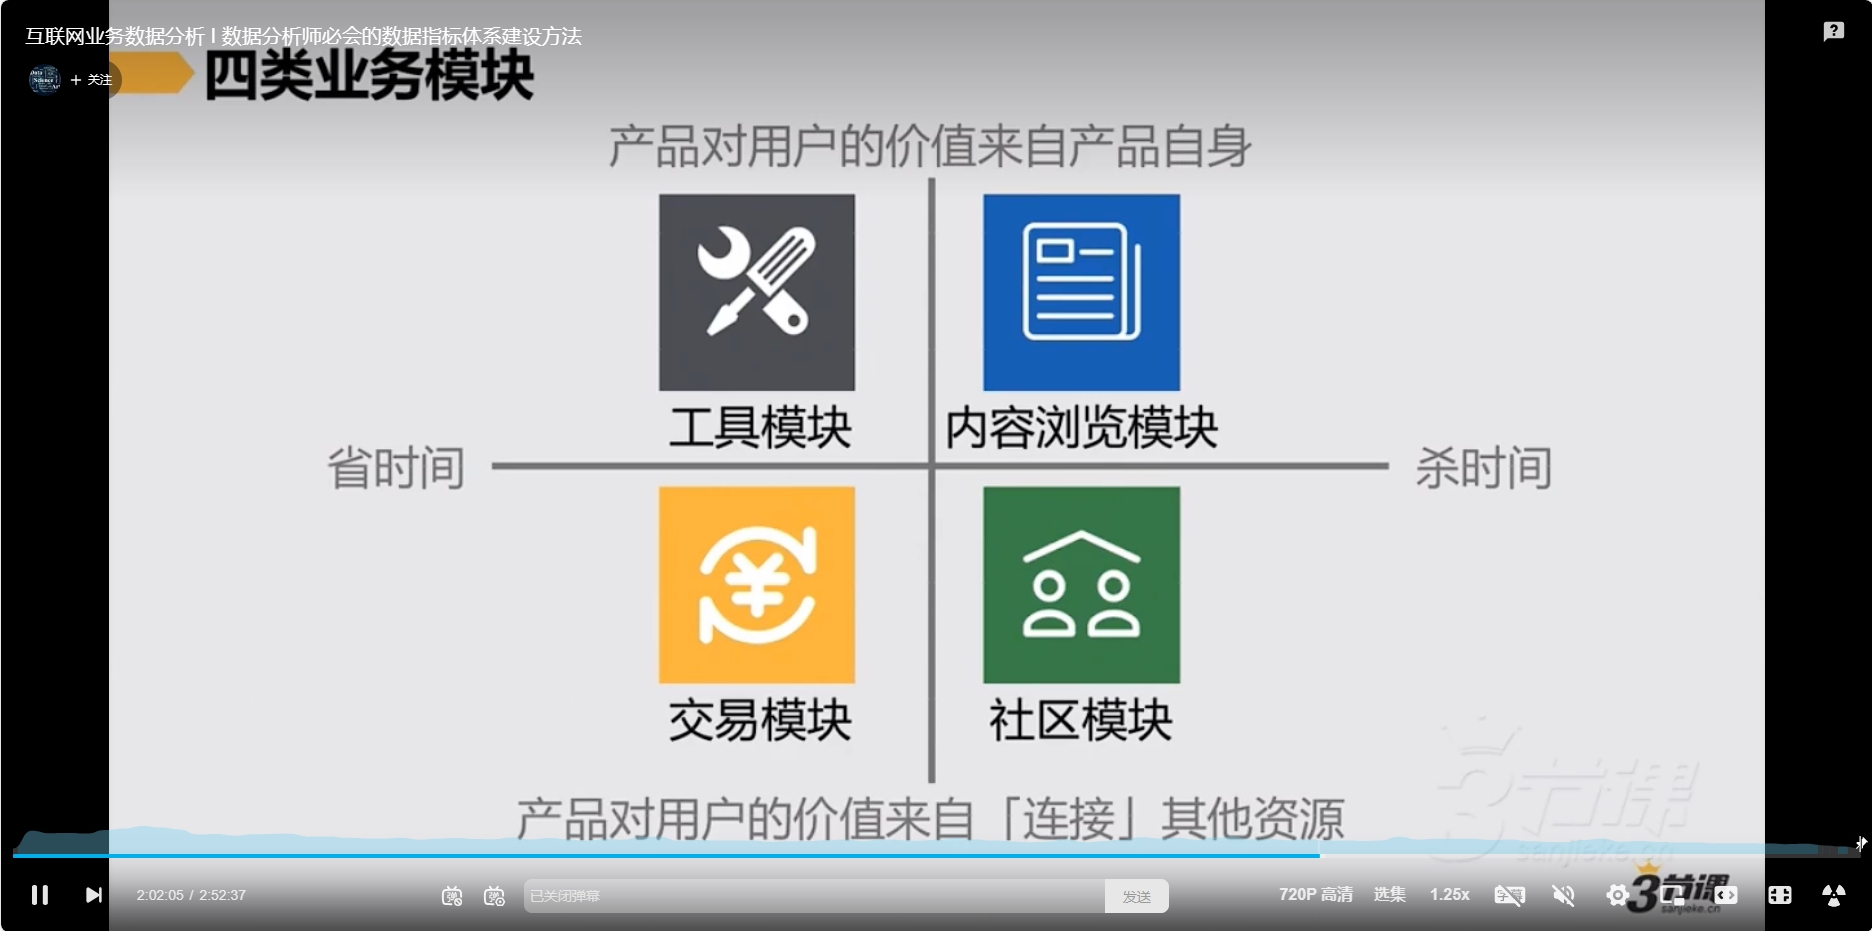 互联网业务数据分析 | 数据分析师必会的数据指标体系建设方法
+ 关注
四类业务模块
产品对用户的价值来自产品自身
工具模块
内容浏览模块
省时间
杀时间
交易模块
社区模块
产品对用户的价值来自「连接」其他资源
3节课
sanjieke.cn
2:02:05 / 2:52:37
已关闭弹幕
发送
720P 高清
选集
1.25x
3节课
sanjieke.cn